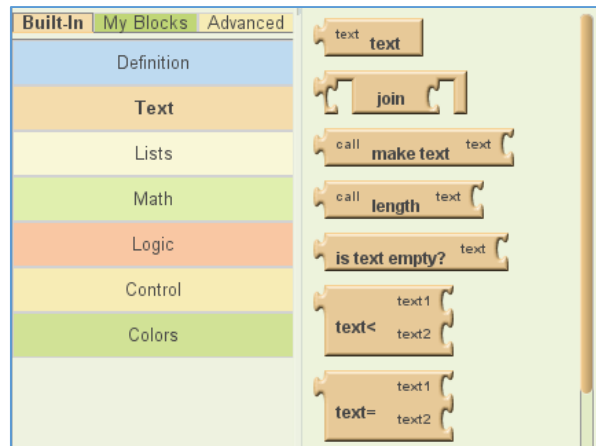 Built-In My Blocks Advanced
Definition
Text
Lists
Math
Logic
Control
Colors
text text
join
call make text text
call length text
is text empty? text
text< text1
text2
text= text1
text2